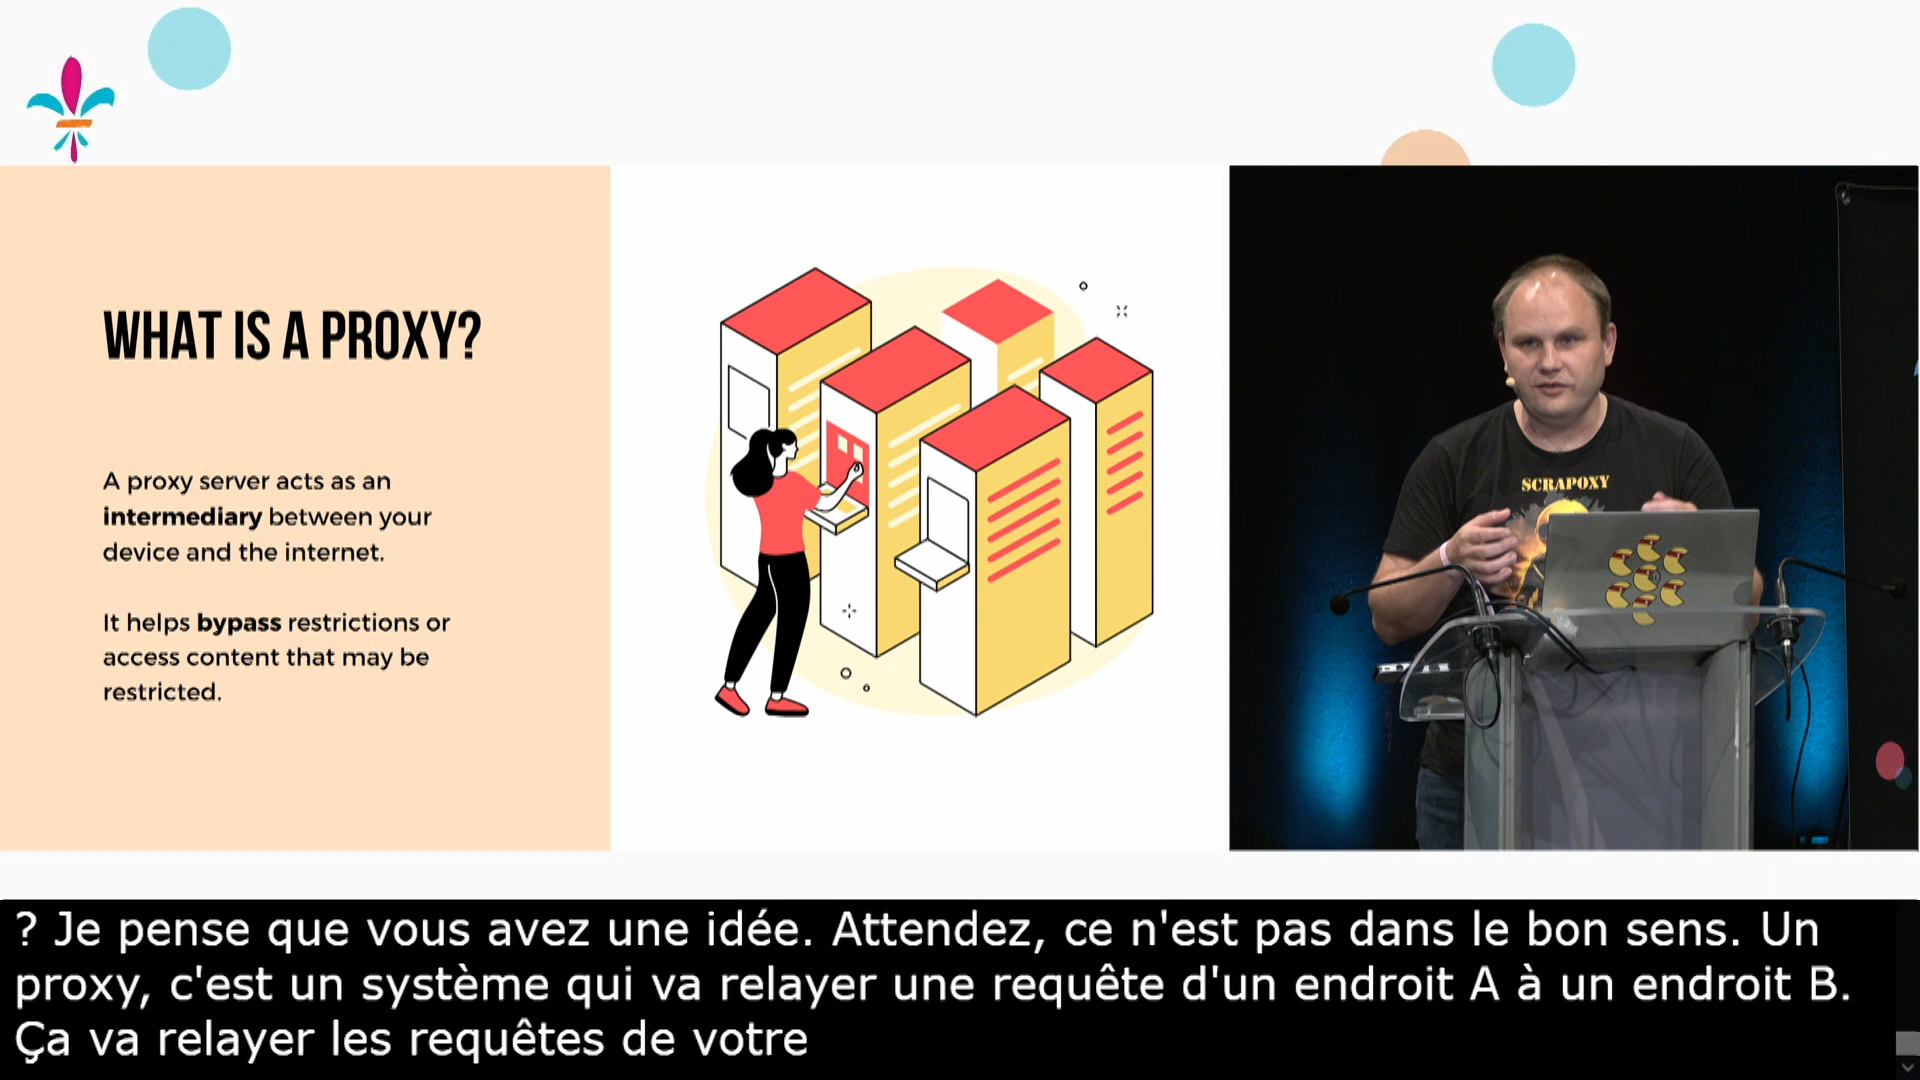 WHAT IS A PROXY?
A proxy server acts as an
intermediary between your
device and the internet.
It helps bypass restrictions or
access content that may be
restricted.
SCRAPOXY
? Je pense que vous avez une idée. Attendez, ce n'est pas dans le bon sens. Un
proxy, c'est un système qui va relayer une requête d'un endroit A à un endroit B.
Ça va relayer les requêtes de votre